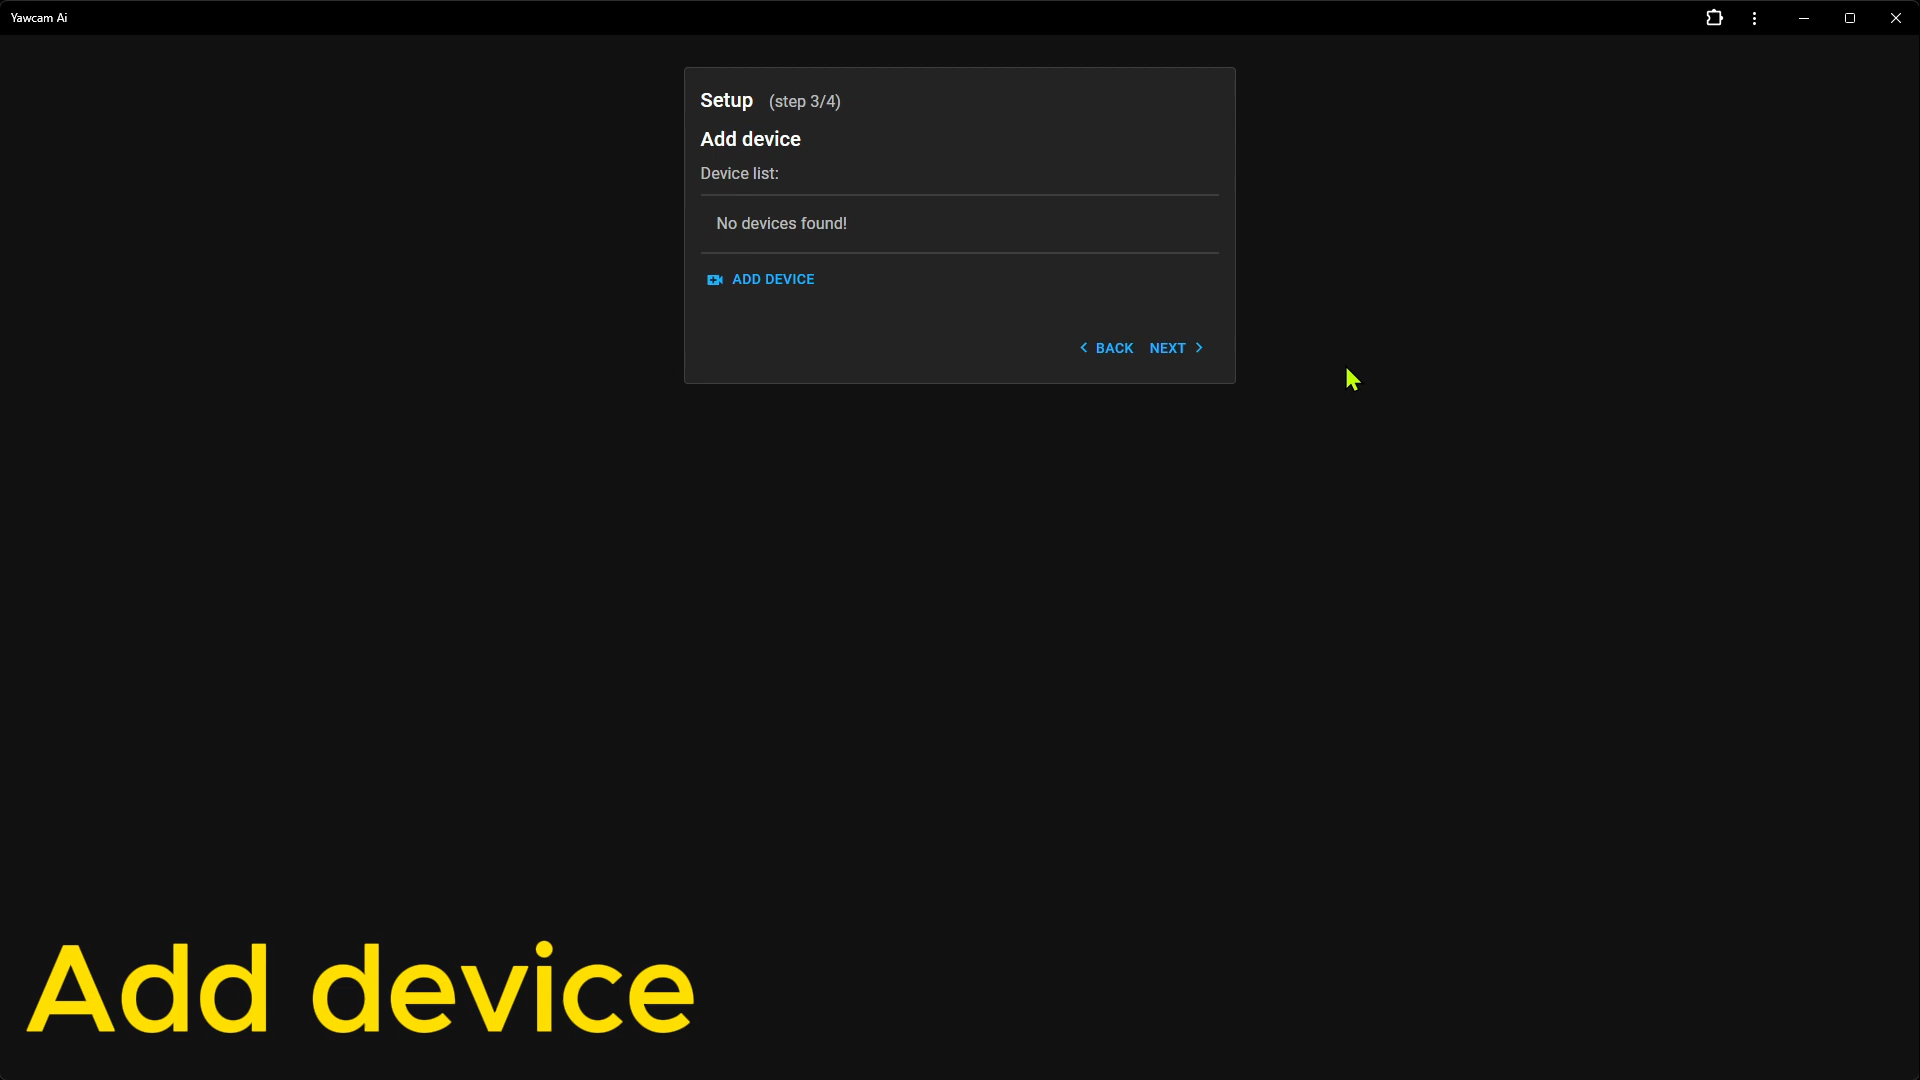 Yawcam Ai
Setup (step 3/4)
Add device
Device list:
No devices found!
ADD DEVICE
BACK NEXT
Add device